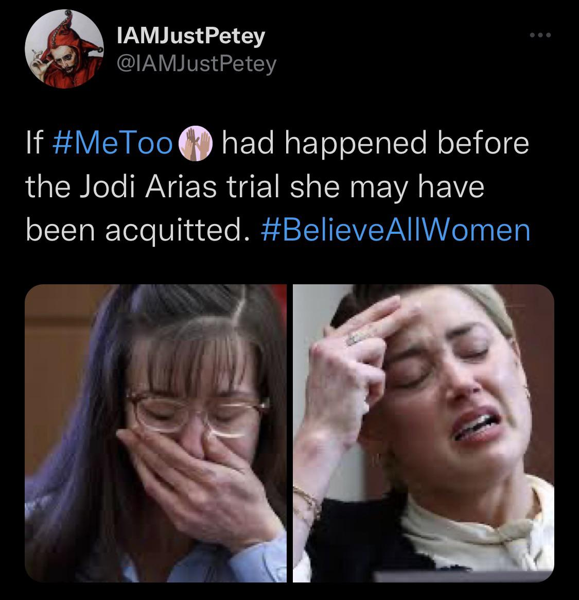 IAMJustPetey
@IAMJustPetey
If #MeToo had happened before
the Jodi Arias trial she may have
been acquitted. #BelieveAllWomen